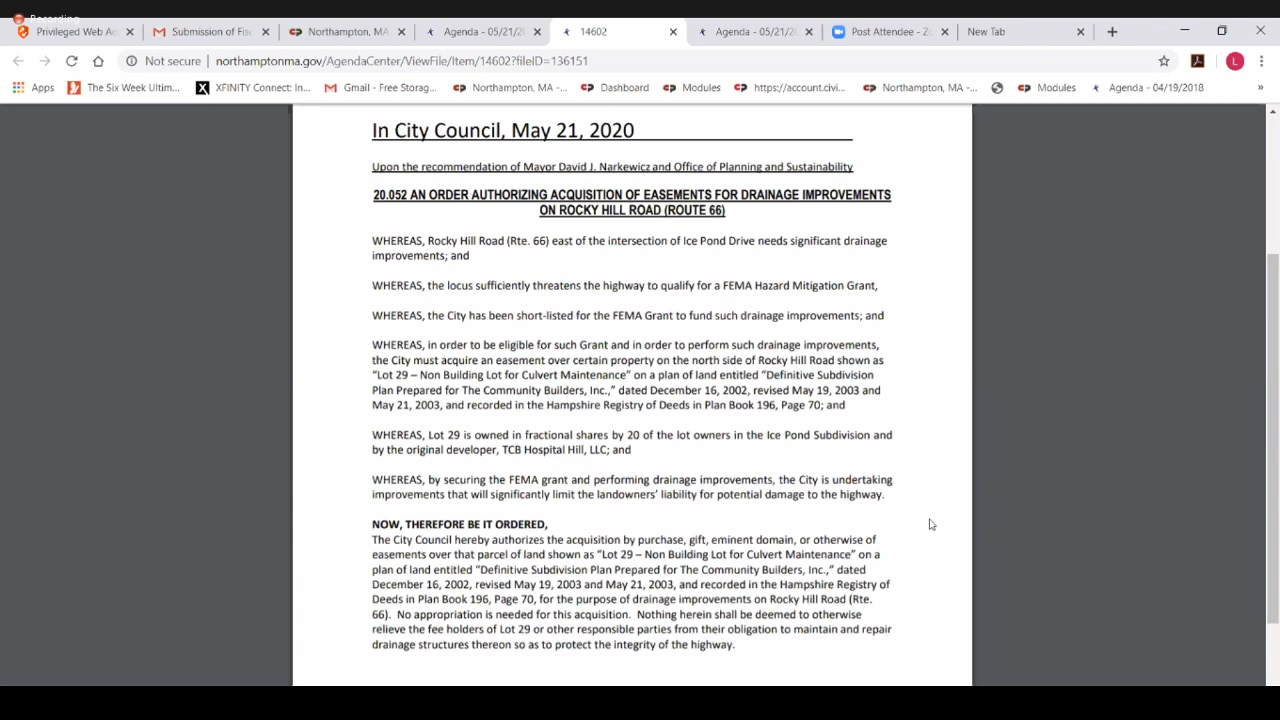 Recording
Privileged Web Ac
Submission of Fisc
Northampton, MA
Agenda - 05/21/20
14602
Agenda - 05/21/20
Post Attendee - Z
New Tab
Not secure northamptonma.gov/AgendaCenter/ViewFile/Item/14602?fileID=136151
L
Apps
The Six Week Ultim...
XFINITY Connect: In...
Gmail - Free Storag...
Northampton, MA -...
Dashboard
Modules
https://account.civi...
Northampton, MA -...
Modules
Agenda - 04/19/2018
»
In City Council, May 21, 2020
Upon the recommendation of Mayor David J. Narkewicz and Office of Planning and Sustainability
20.052 AN ORDER AUTHORIZING ACQUISITION OF EASEMENTS FOR DRAINAGE IMPROVEMENTS
ON ROCKY HILL ROAD (ROUTE 66)
WHEREAS, Rocky Hill Road (Rte. 66) east of the intersection of Ice Pond Drive needs significant drainage
improvements; and
WHEREAS, the locus sufficiently threatens the highway to qualify for a FEMA Hazard Mitigation Grant,
WHEREAS, the City has been short-listed for the FEMA Grant to fund such drainage improvements; and
WHEREAS, in order to be eligible for such Grant and in order to perform such drainage improvements,
the City must acquire an easement over certain property on the north side of Rocky Hill Road shown as
“Lot 29 – Non Building Lot for Culvert Maintenance” on a plan of land entitled “Definitive Subdivision
Plan Prepared for The Community Builders, Inc.,” dated December 16, 2002, revised May 19, 2003 and
May 21, 2003, and recorded in the Hampshire Registry of Deeds in Plan Book 196, Page 70; and
WHEREAS, Lot 29 is owned in fractional shares by 20 of the lot owners in the Ice Pond Subdivision and
by the original developer, TCB Hospital Hill, LLC; and
WHEREAS, by securing the FEMA grant and performing drainage improvements, the City is undertaking
improvements that will significantly limit the landowners’ liability for potential damage to the highway.
NOW, THEREFORE BE IT ORDERED,
The City Council hereby authorizes the acquisition by purchase, gift, eminent domain, or otherwise of
easements over that parcel of land shown as “Lot 29 – Non Building Lot for Culvert Maintenance” on a
plan of land entitled “Definitive Subdivision Plan Prepared for The Community Builders, Inc.,” dated
December 16, 2002, revised May 19, 2003 and May 21, 2003, and recorded in the Hampshire Registry of
Deeds in Plan Book 196, Page 70, for the purpose of drainage improvements on Rocky Hill Road (Rte.
66). No appropriation is needed for this acquisition. Nothing herein shall be deemed to otherwise
relieve the fee holders of Lot 29 or other responsible parties from their obligation to maintain and repair
drainage structures thereon so as to protect the integrity of the highway.